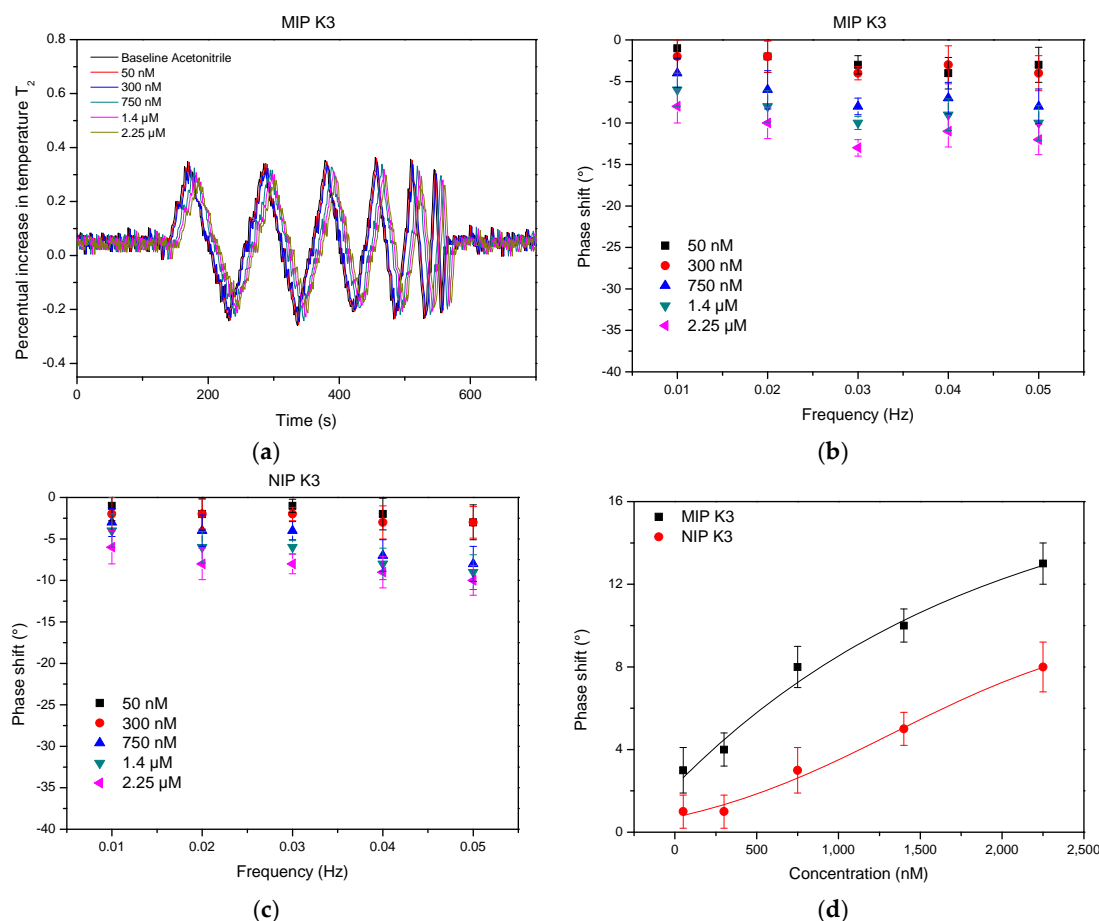 MIP K3
0.8
0.6
0.4
0.2
0.0
-0.2
-0.4
Percentual increase in temperature T2
Baseline Acetonitrile
50 nM
300 nM
750 nM
1.4 µM
2.25 µM
0 200 400 600
Time (s)
(a)
MIP K3
0
-5
-10
-15
-20
-25
-30
-35
-40
Phase shift (°)
50 nM
300 nM
750 nM
1.4 µM
2.25 µM
0.01 0.02 0.03 0.04 0.05
Frequency (Hz)
(b)
NIP K3
0
-5
-10
-15
-20
-25
-30
-35
-40
Phase shift (°)
50 nM
300 nM
750 nM
1.4 µM
2.25 µM
0.01 0.02 0.03 0.04 0.05
Frequency (Hz)
(c)
16
12
8
4
0
Phase shift (°)
MIP K3
NIP K3
0 500 1,000 1,500 2,000 2,500
Concentration (nM)
(d)